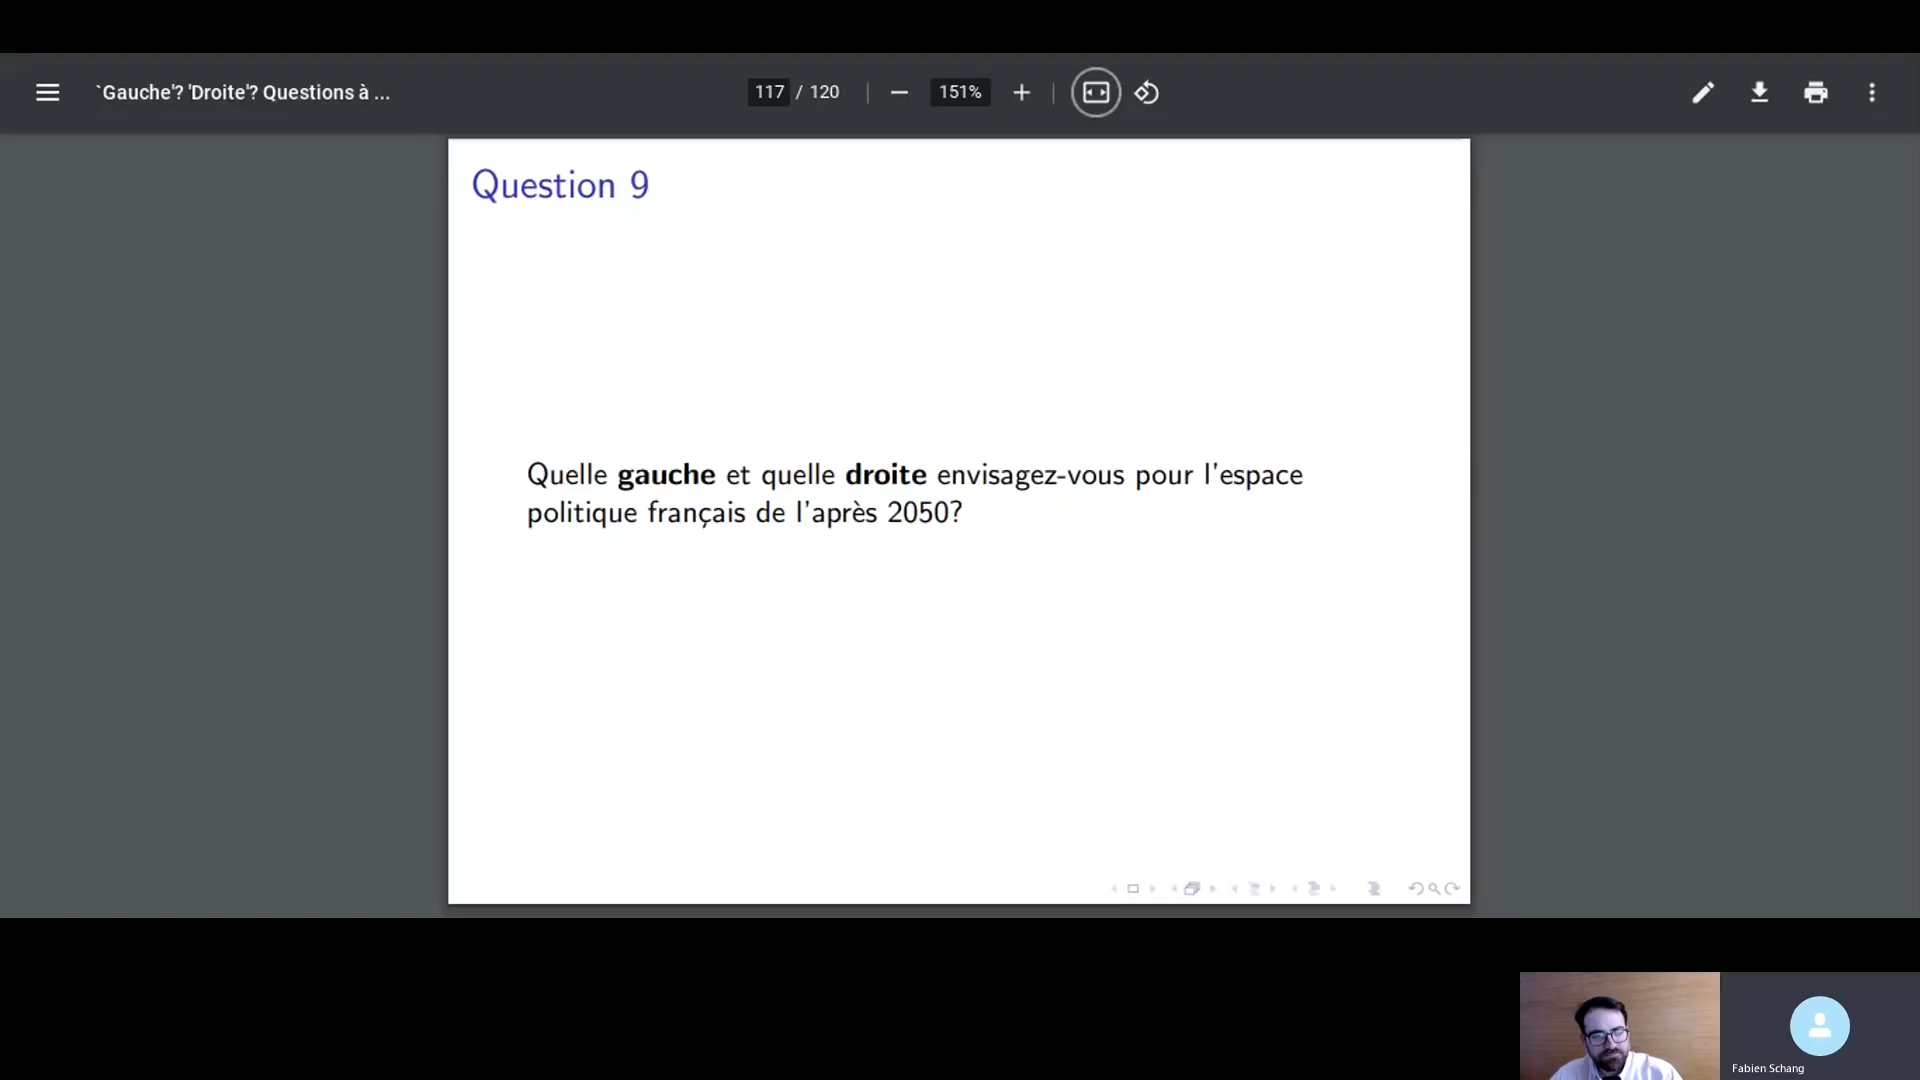 `Gauche'? 'Droite'? Questions à ...
117 / 120
151%
Question 9
Quelle gauche et quelle droite envisagez-vous pour l'espace
politique français de l'après 2050?
Fabien Schang